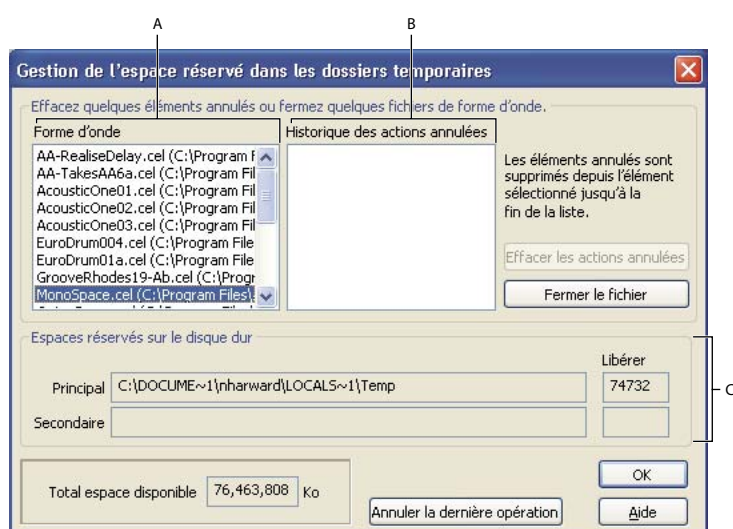 A
B
Gestion de l'espace réservé dans les dossiers temporaires
Effacez quelques éléments annulés ou fermez quelques fichiers de forme d'onde.
Forme d'onde
Historique des actions annulées
AA-RealiseDelay.cel (C:\Program F
AA-TakesAA6a.cel (C:\Program Fil
AcousticOne01.cel (C:\Program Fil
AcousticOne02.cel (C:\Program Fil
AcousticOne03.cel (C:\Program Fil
EuroDrum004.cel (C:\Program File
EuroDrum01a.cel (C:\Program File
GrooveRhodes19-Ab.cel (C:\Progr
MonoSpace.cel (C:\Program Files\
Les éléments annulés sont
supprimés depuis l'élément
sélectionné jusqu'à la
fin de la liste.
Effacer les actions annulées
Fermer le fichier
Espaces réservés sur le disque dur
Libérer
Principal C:\DOCUME~1\nharward\LOCALS~1\Temp 74732
C
Secondaire
Total espace disponible 76,463,808 Ko
OK
Annuler la dernière opération
Aide